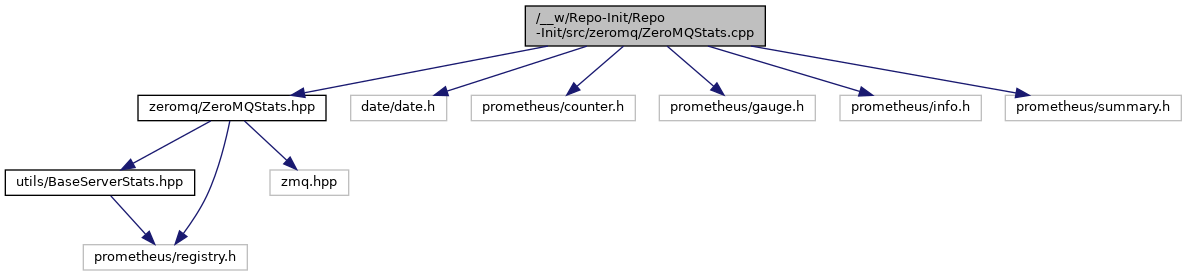 /__w/Repo-Init/Repo
-Init/src/zeromq/ZeroMQStats.cpp
zeromq/ZeroMQStats.hpp
date/date.h
prometheus/counter.h
prometheus/gauge.h
prometheus/info.h
prometheus/summary.h
utils/BaseServerStats.hpp
zmq.hpp
prometheus/registry.h